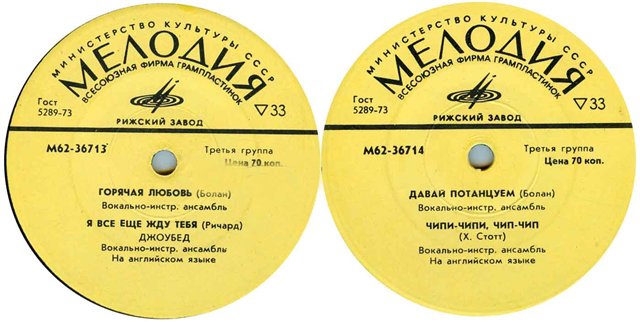 МИНИСТЕРСТВО КУЛЬТУРЫ СССР
МЕЛОДИЯ
ВСЕСОЮЗНАЯ ФИРМА ГРАМПЛАСТИНОК
Гост
5289-73
▽33
РИЖСКИЙ ЗАВОД
М62-36713
Третья группа
Цена 70 коп.
ГОРЯЧАЯ ЛЮБОВЬ (Болан)
Вокально-инстр. ансамбль
Я ВСЕ ЕЩЕ ЖДУ ТЕБЯ (Ричард)
ДЖОУБЕД
Вокально-инстр. ансамбль
На английском языке
МИНИСТЕРСТВО КУЛЬТУРЫ СССР
МЕЛОДИЯ
ВСЕСОЮЗНАЯ ФИРМА ГРАМПЛАСТИНОК
Гост
5289-73
▽33
РИЖСКИЙ ЗАВОД
М62-36714
Третья группа
Цена 70 коп.
ДАВАЙ ПОТАНЦУЕМ (Болан)
Вокально-инстр. ансамбль
ЧИПИ-ЧИПИ, ЧИП-ЧИП
(Х. Стотт)
Вокально-инстр. ансамбль
На английском языке